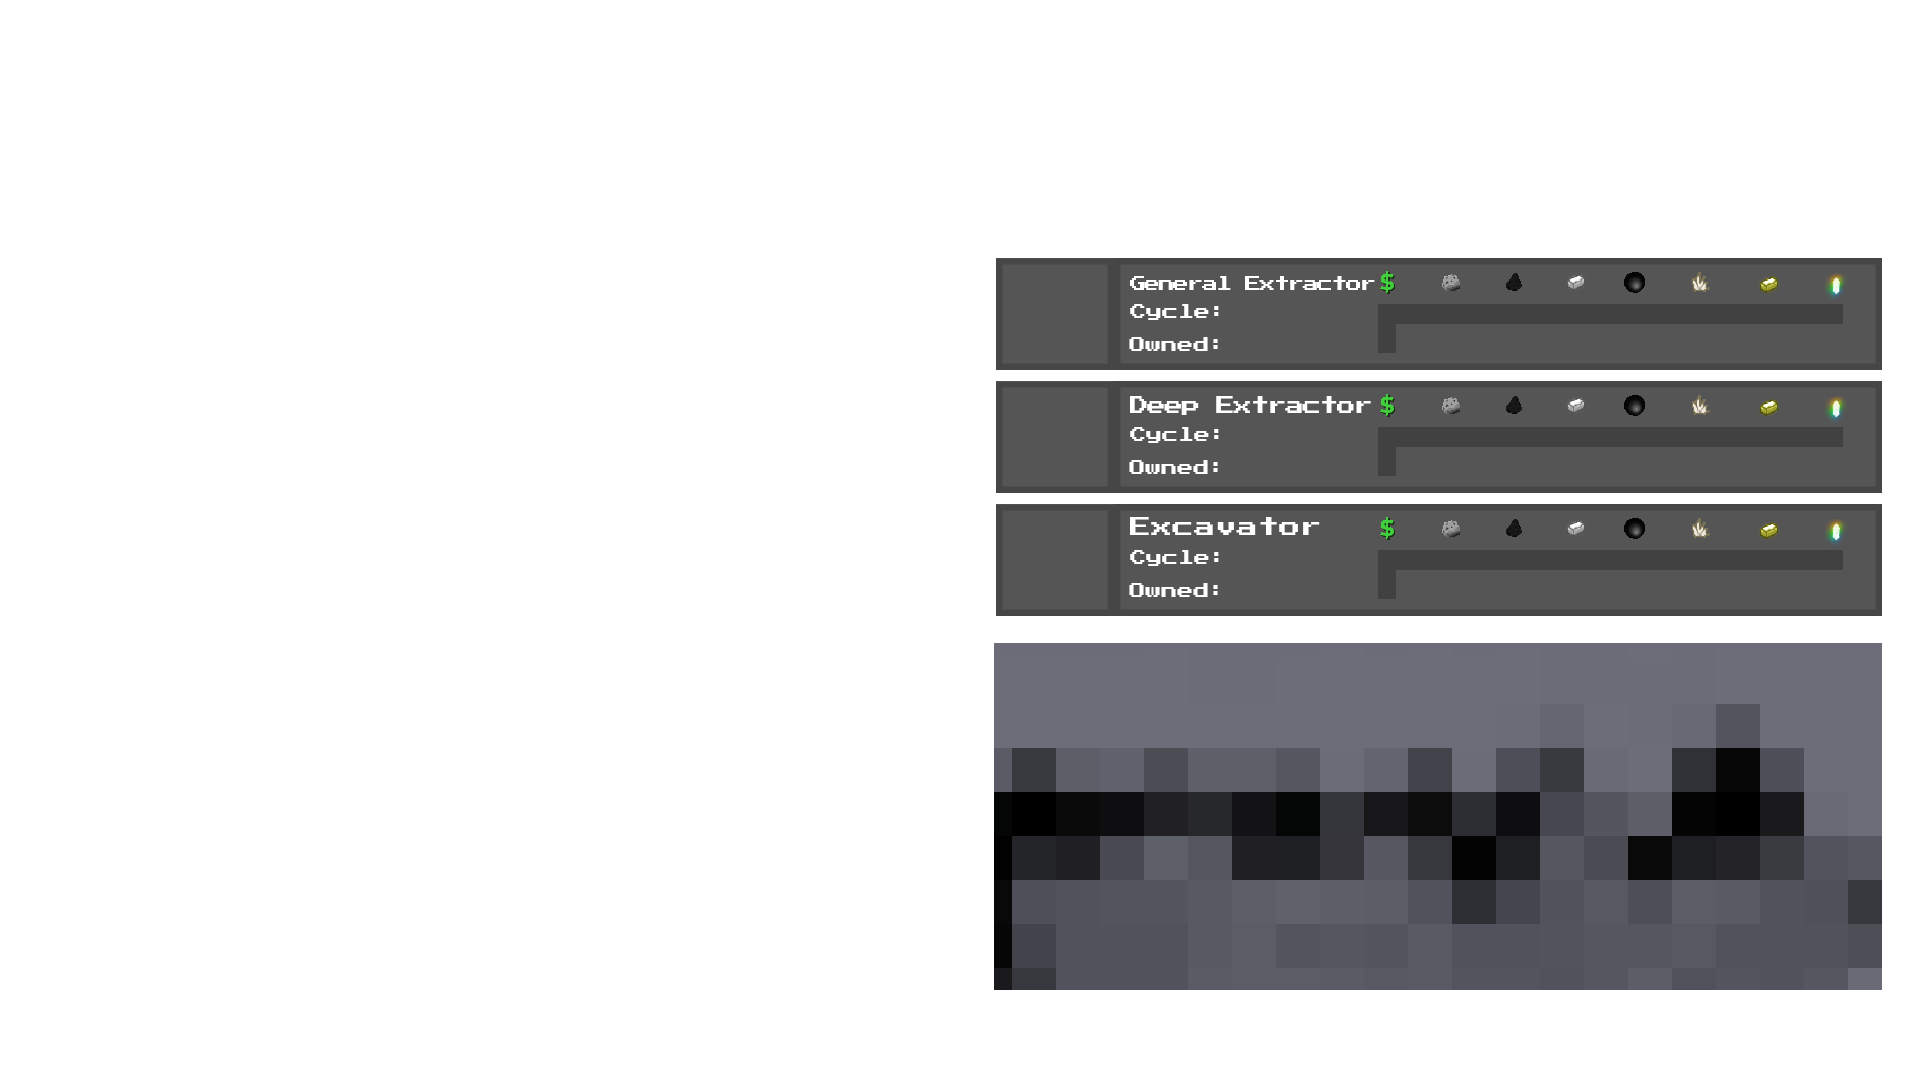 General Extractor $
Cycle:
Owned:
Deep Extractor $
Cycle:
Owned:
Excavator $
Cycle:
Owned: